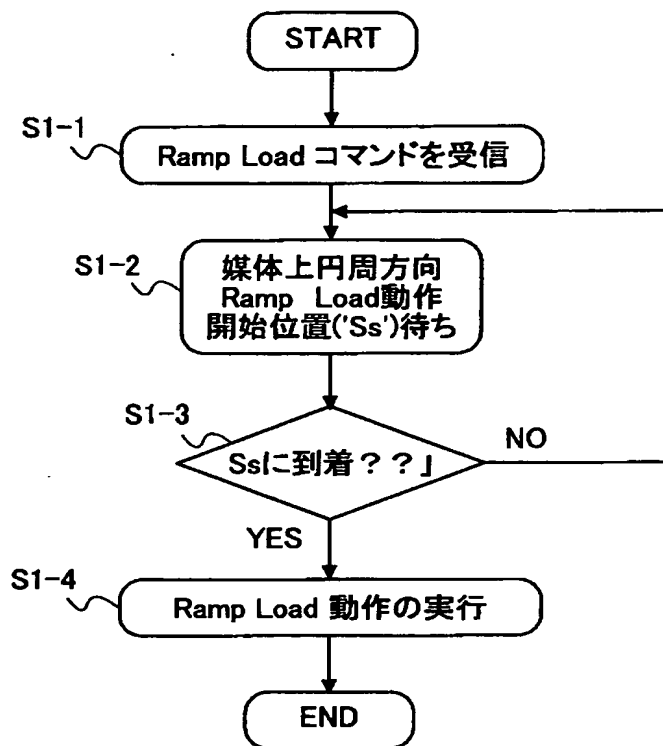 START
S1-1
Ramp Load コマンドを受信
S1-2
媒体上円周方向
Ramp Load動作
開始位置('Ss')待ち
S1-3
Ssに到着??」
NO
YES
S1-4
Ramp Load 動作の実行
END